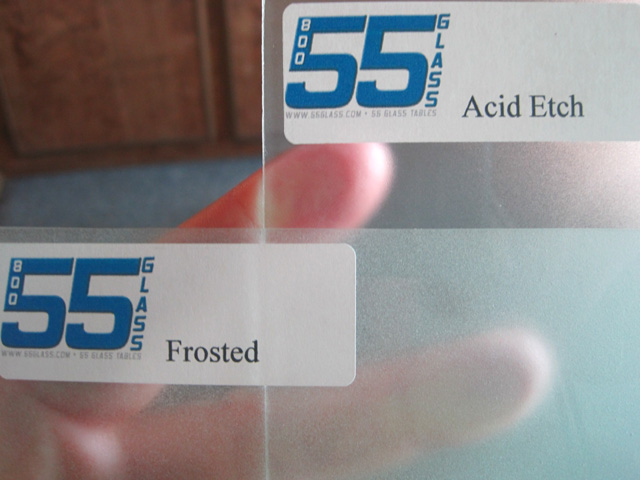 800 55 GLASS
WWW.55GLASS.COM • 55 GLASS TABLES
Acid Etch
800 55 GLASS
WWW.55GLASS.COM • 55 GLASS TABLES
Frosted